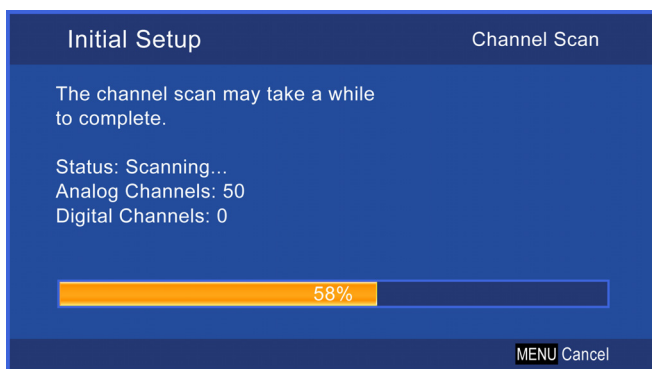 Initial Setup
Channel Scan
The channel scan may take a while
to complete.
Status: Scanning...
Analog Channels: 50
Digital Channels: 0
58%
MENU Cancel